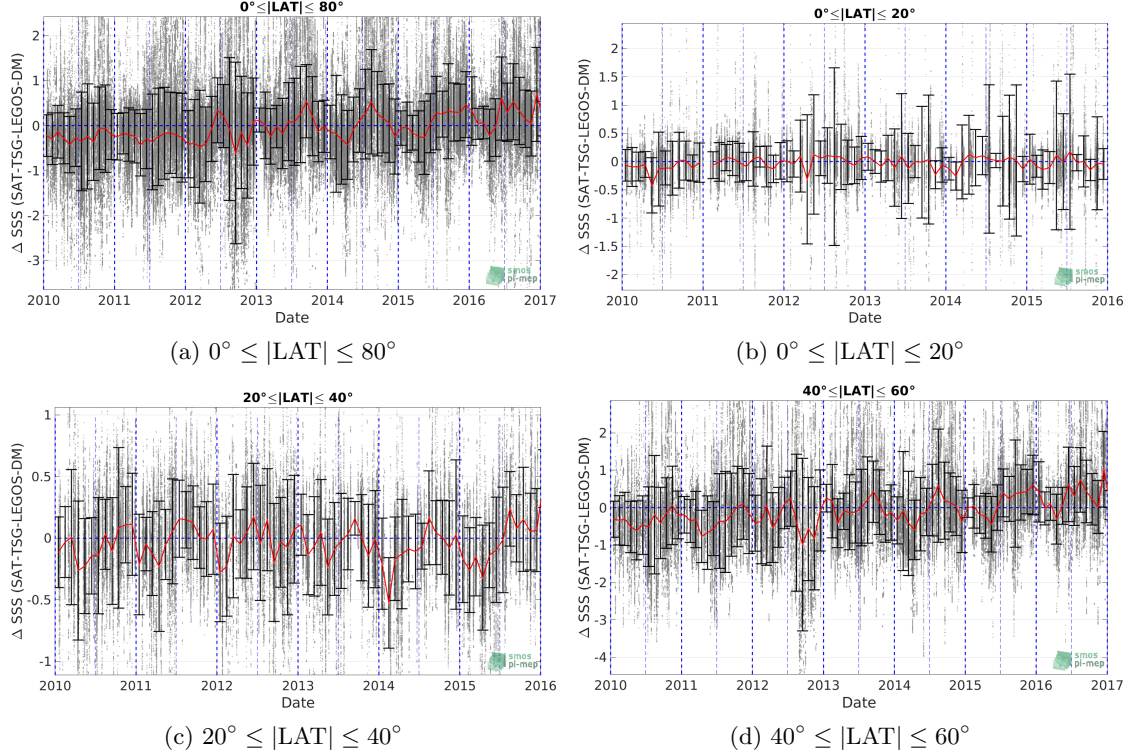 0°≤|LAT|≤ 80°
Δ SSS (SAT-TSG-LEGOS-DM)
2
1
0
-1
-2
-3
2010 2011 2012 2013 2014 2015 2016 2017
Date
smos
pi-mep
(a) 0° ≤ |LAT| ≤ 80°
0°≤|LAT|≤ 20°
Δ SSS (SAT-TSG-LEGOS-DM)
2
1.5
1
0.5
0
-0.5
-1
-1.5
-2
2010 2011 2012 2013 2014 2015 2016
Date
smos
pi-mep
(b) 0° ≤ |LAT| ≤ 20°
20°≤|LAT|≤ 40°
Δ SSS (SAT-TSG-LEGOS-DM)
1
0.5
0
-0.5
-1
2010 2011 2012 2013 2014 2015 2016
Date
smos
pi-mep
(c) 20° ≤ |LAT| ≤ 40°
40°≤|LAT|≤ 60°
Δ SSS (SAT-TSG-LEGOS-DM)
2
1
0
-1
-2
-3
-4
2010 2011 2012 2013 2014 2015 2016 2017
Date
smos
pi-mep
(d) 40° ≤ |LAT| ≤ 60°